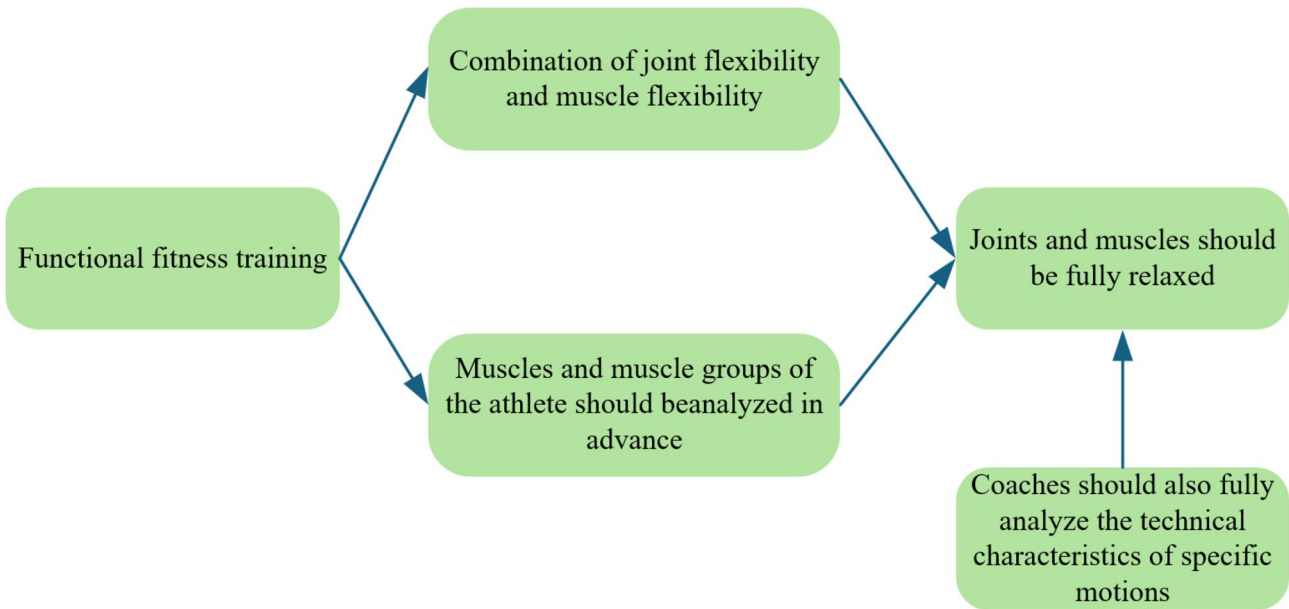 Combination of joint flexibility
and muscle flexibility
Functional fitness training
Joints and muscles should
be fully relaxed
Muscles and muscle groups of
the athlete should beanalyzed in
advance
Coaches should also fully
analyze the technical
characteristics of specific
motions